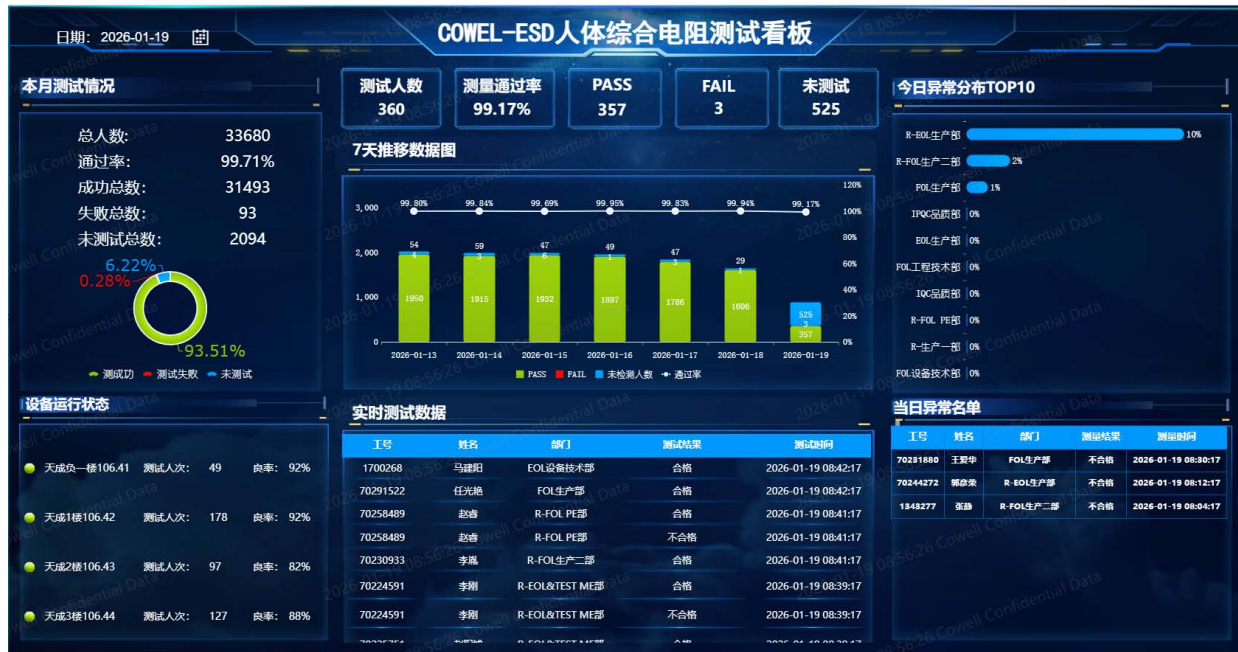 日期: 2026-01-19
COWEL-ESD人体综合电阻测试看板
本月测试情况
总人数: 33680
通过率: 99.71%
成功总数: 31493
失败总数: 93
未测试总数: 2094
6.22%
0.28%
93.51%
测成功 测试失败 未测试
设备运行状态
天成负一楼106.41 测试人次: 49 良率: 92%
天成1楼106.42 测试人次: 178 良率: 92%
天成2楼106.43 测试人次: 97 良率: 82%
天成3楼106.44 测试人次: 127 良率: 88%
测试人数 测量通过率 PASS FAIL 未测试
360 99.17% 357 3 525
7天推移数据图
120%
3,000 99.80% 99.84% 99.69% 99.95% 99.83% 99.94% 99.17% 100%
80%
2,000 54 59 47 49 47 29 60%
4 3 6 1 3 1
40%
1,000 1950 1915 1932 1897 1786 1606 525 20%
3
357
0 0%
2026-01-13 2026-01-14 2026-01-15 2026-01-16 2026-01-17 2026-01-18 2026-01-19
PASS FAIL 未检测人数 通过率
实时测试数据
工号 姓名 部门 测试结果 测试时间
1700268 马建阳 EOL设备技术部 合格 2026-01-19 08:42:17
70291522 任光艳 FOL生产部 合格 2026-01-19 08:42:17
70258489 赵睿 R-FOL PE部 合格 2026-01-19 08:41:17
70258489 赵睿 R-FOL PE部 不合格 2026-01-19 08:41:17
70230933 李胤 R-FOL生产二部 合格 2026-01-19 08:41:17
70224591 李刚 R-EOL&TEST ME部 合格 2026-01-19 08:39:17
70224591 李刚 R-EOL&TEST ME部 不合格 2026-01-19 08:39:17
今日异常分布TOP10
R-EOL生产部 10%
R-FOL生产二部 2%
FOL生产部 1%
IPQC品质部 0%
EOL生产部 0%
FOL工程技术部 0%
IQC品质部 0%
R-FOL PE部 0%
R-生产一部 0%
FOL设备技术部 0%
当日异常名单
工号 姓名 部门 测量结果 测量时间
70231880 王爱华 FOL生产部 不合格 2026-01-19 08:30:17
70244272 郭彦荣 R-EOL生产部 不合格 2026-01-19 08:12:17
1848277 张静 R-FOL生产二部 不合格 2026-01-19 08:04:17
2026-01-19 08:56:26 Cowell Confidential Data